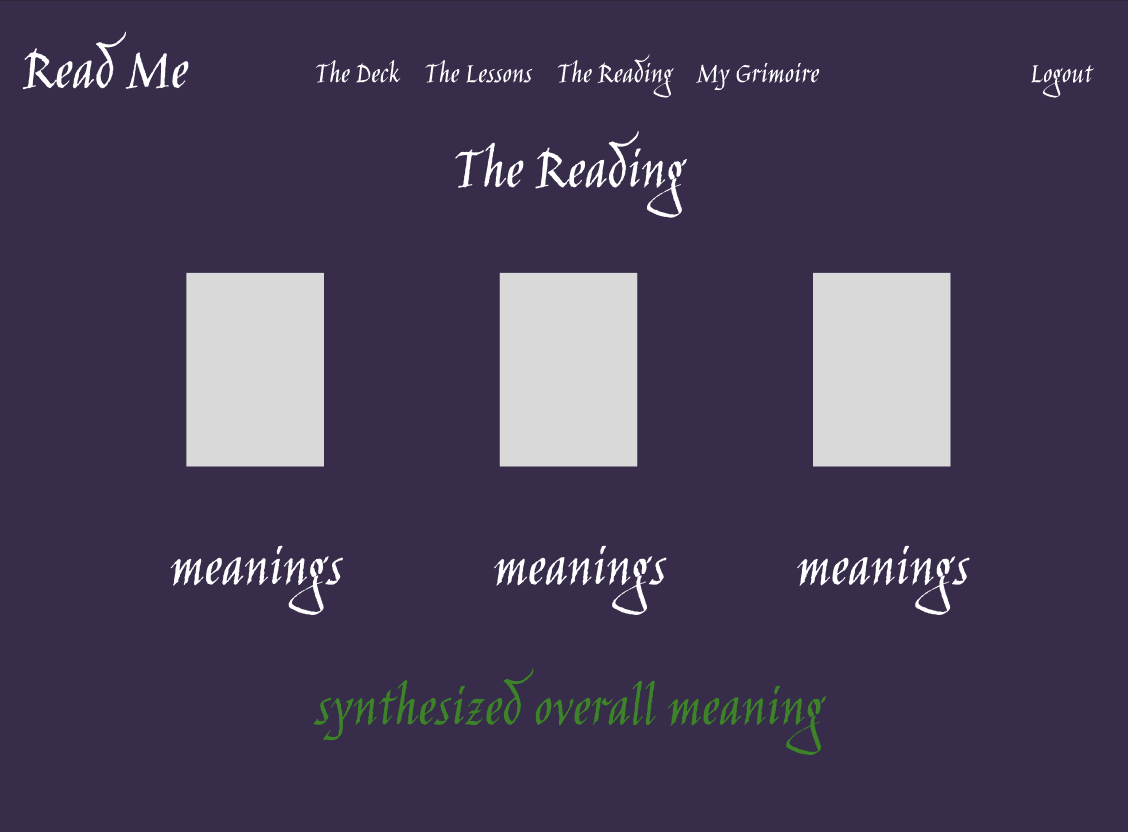 Read Me
The Deck The Lessons The Reading My Grimoire
Logout
The Reading
meanings meanings meanings
synthesized overall meaning